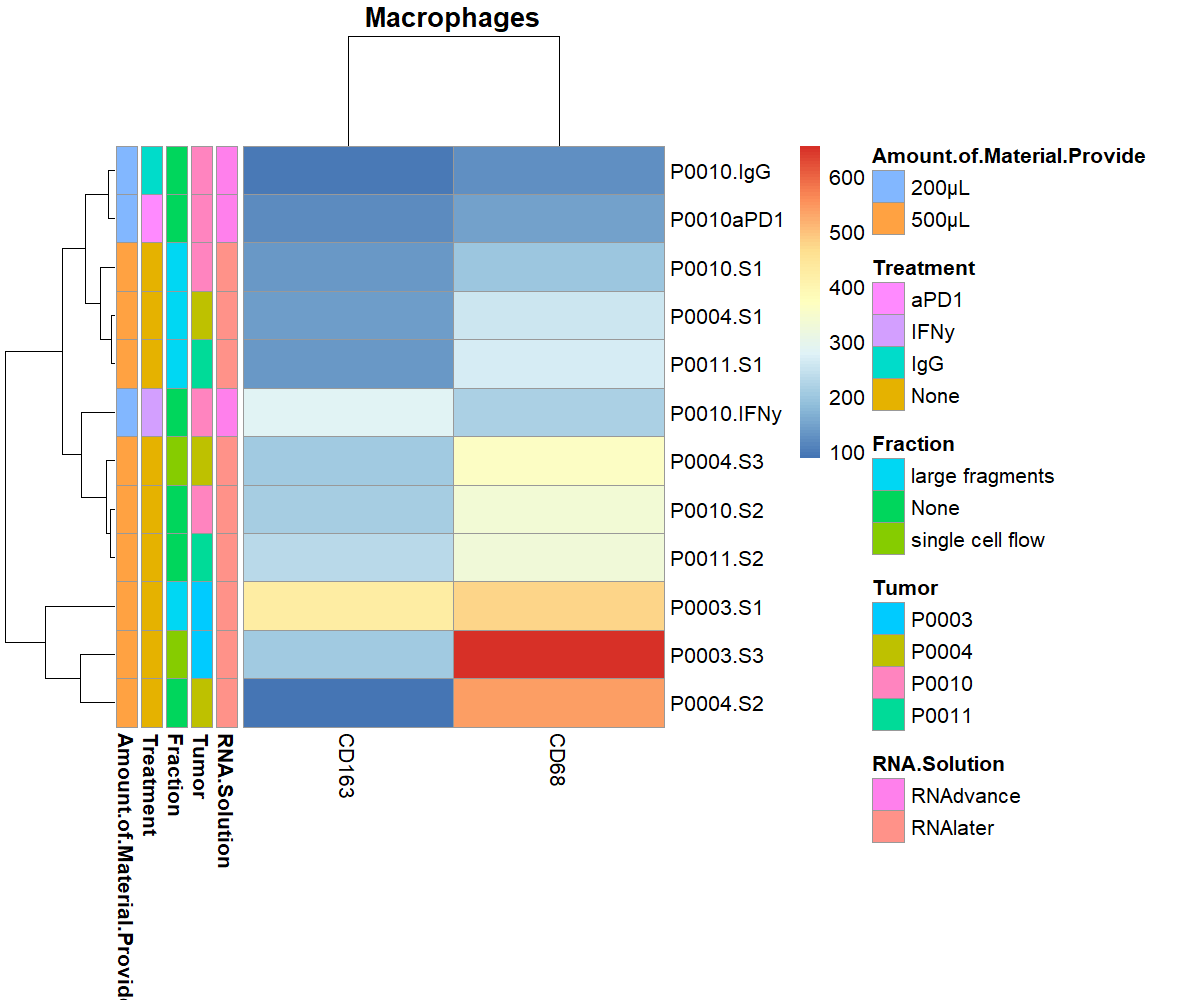 Macrophages
P0010.IgG
P0010aPD1
P0010.S1
P0004.S1
P0011.S1
P0010.IFNy
P0004.S3
P0010.S2
P0011.S2
P0003.S1
P0003.S3
P0004.S2
Amount.of.Material.Provide
Treatment
Fraction
Tumor
RNA.Solution
CD163
CD68
600
500
400
300
200
100
Amount.of.Material.Provide
200µL
500µL
Treatment
aPD1
IFNy
IgG
None
Fraction
large fragments
None
single cell flow
Tumor
P0003
P0004
P0010
P0011
RNA.Solution
RNAdvance
RNAlater